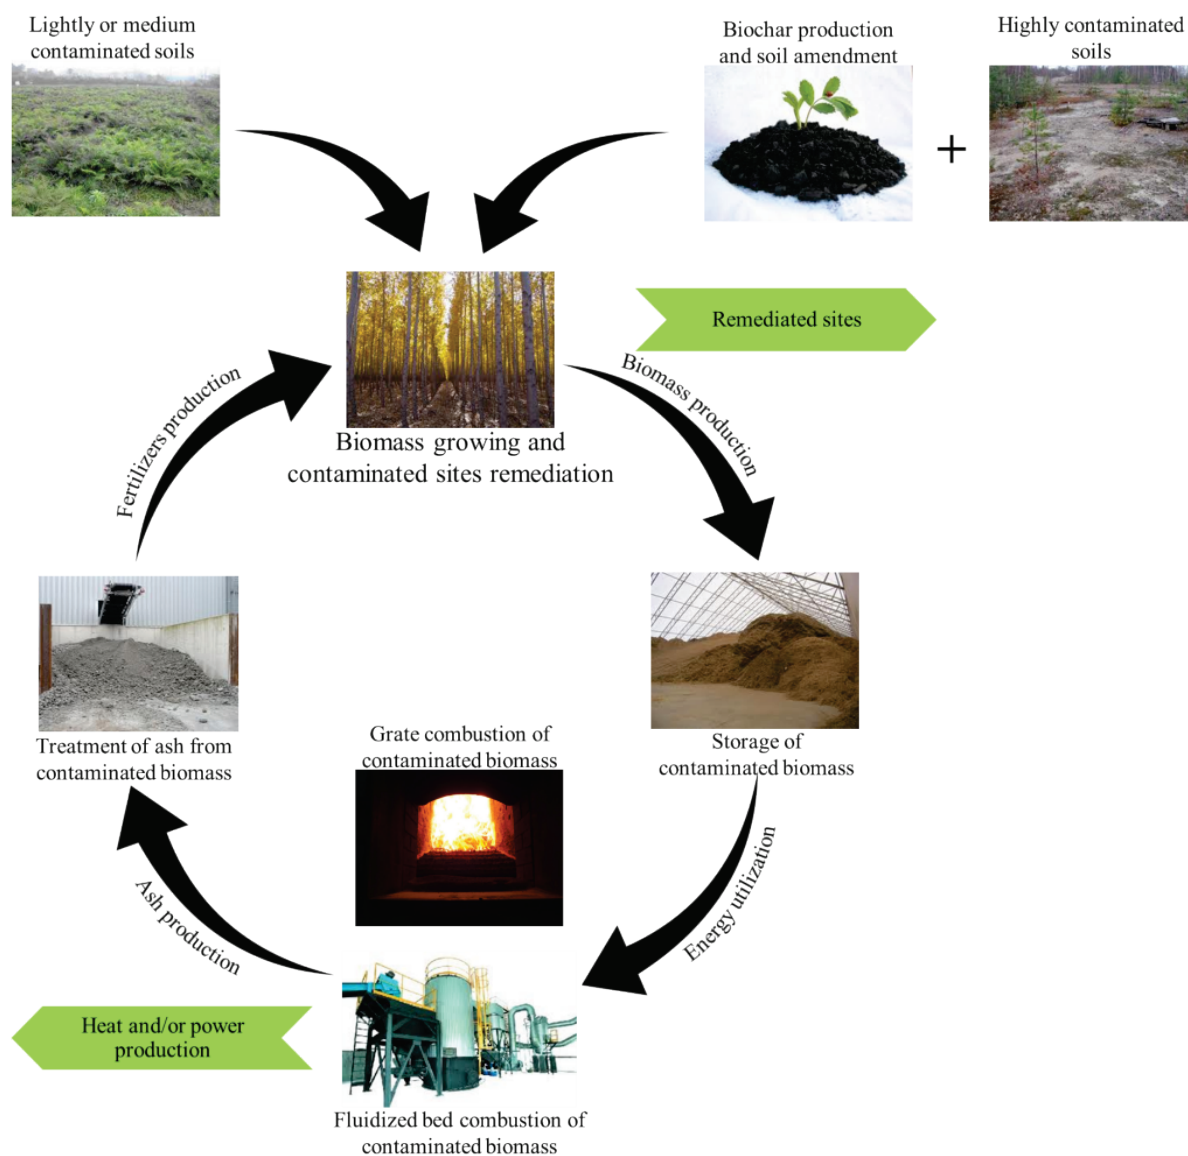 Lightly or medium
contaminated soils
Biochar production
and soil amendment
+
Highly contaminated
soils
Remediated sites
Biomass growing and
contaminated sites remediation
Biomass production
Storage of
contaminated biomass
Energy utilization
Grate combustion of
contaminated biomass
Fluidized bed combustion of
contaminated biomass
Heat and/or power
production
Ash production
Treatment of ash from
contaminated biomass
Fertilizers production